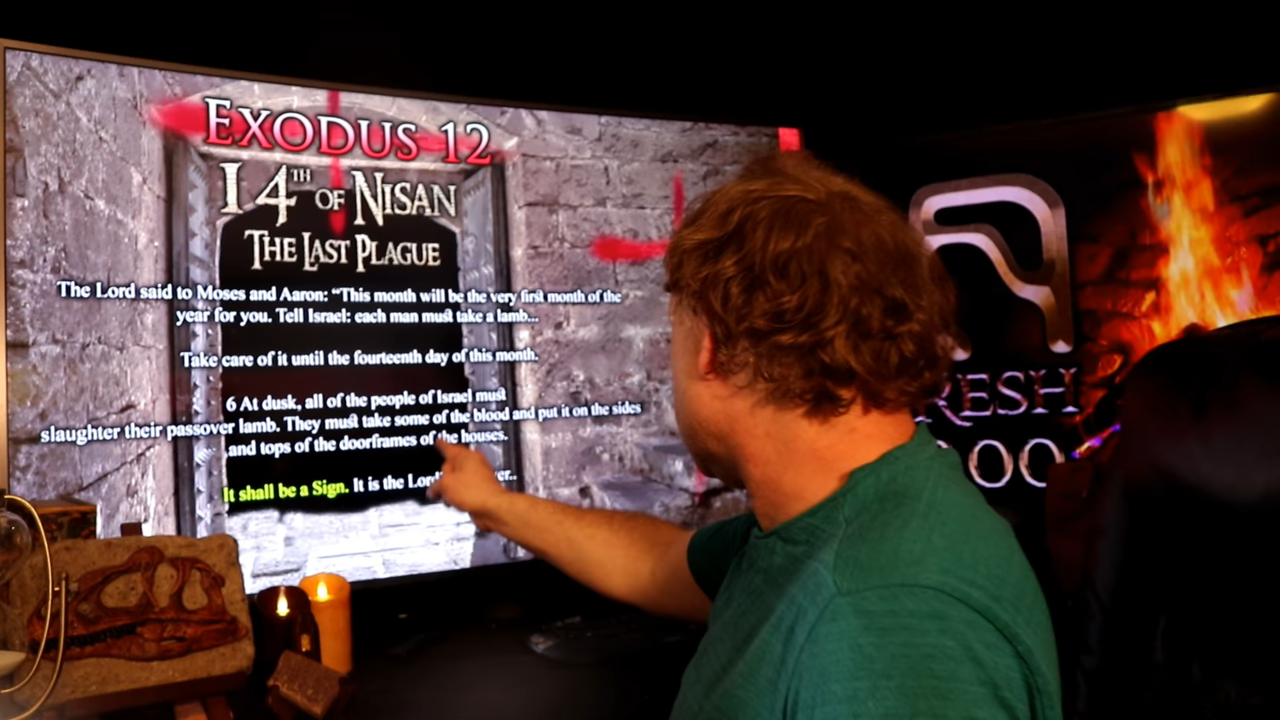 EXODUS 12
14TH OF NISAN
THE LAST PLAGUE
The Lord said to Moses and Aaron: “This month will be the very first month of the
year for you. Tell Israel: each man must take a lamb...
Take care of it until the fourteenth day of this month.
6 At dusk, all of the people of Israel must
slaughter their passover lamb. They must take some of the blood and put it on the sides
and tops of the doorframes of the houses.
It shall be a Sign. It is the Lord
RESH